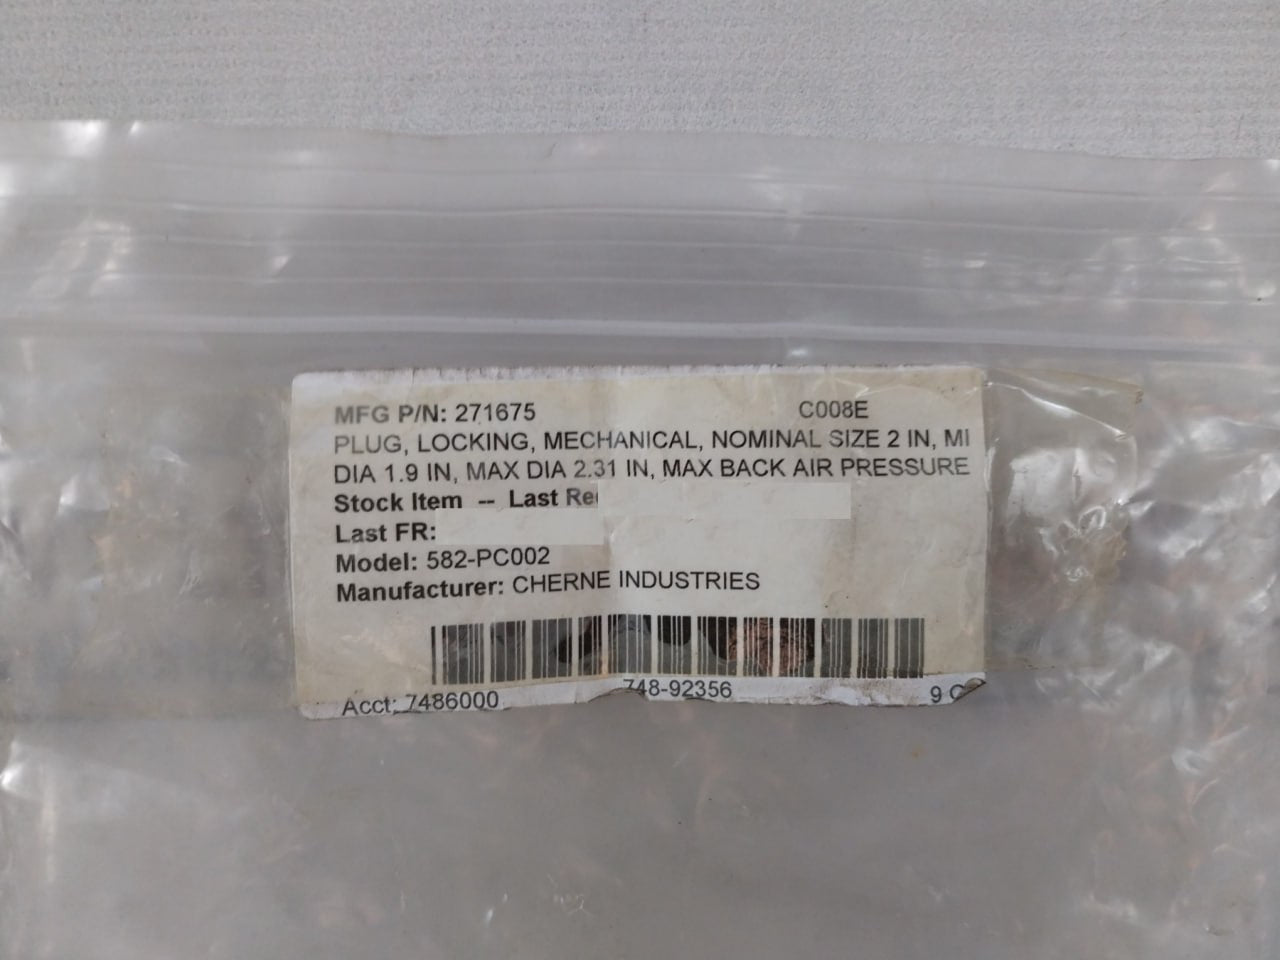 MFG P/N: 271675 C008E
PLUG, LOCKING, MECHANICAL, NOMINAL SIZE 2 IN, MI
DIA 1.9 IN, MAX DIA 2.31 IN, MAX BACK AIR PRESSURE
Stock Item -- Last Re
Last FR:
Model: 582-PC002
Manufacturer: CHERNE INDUSTRIES
Acct: 7486000 748-92356 9